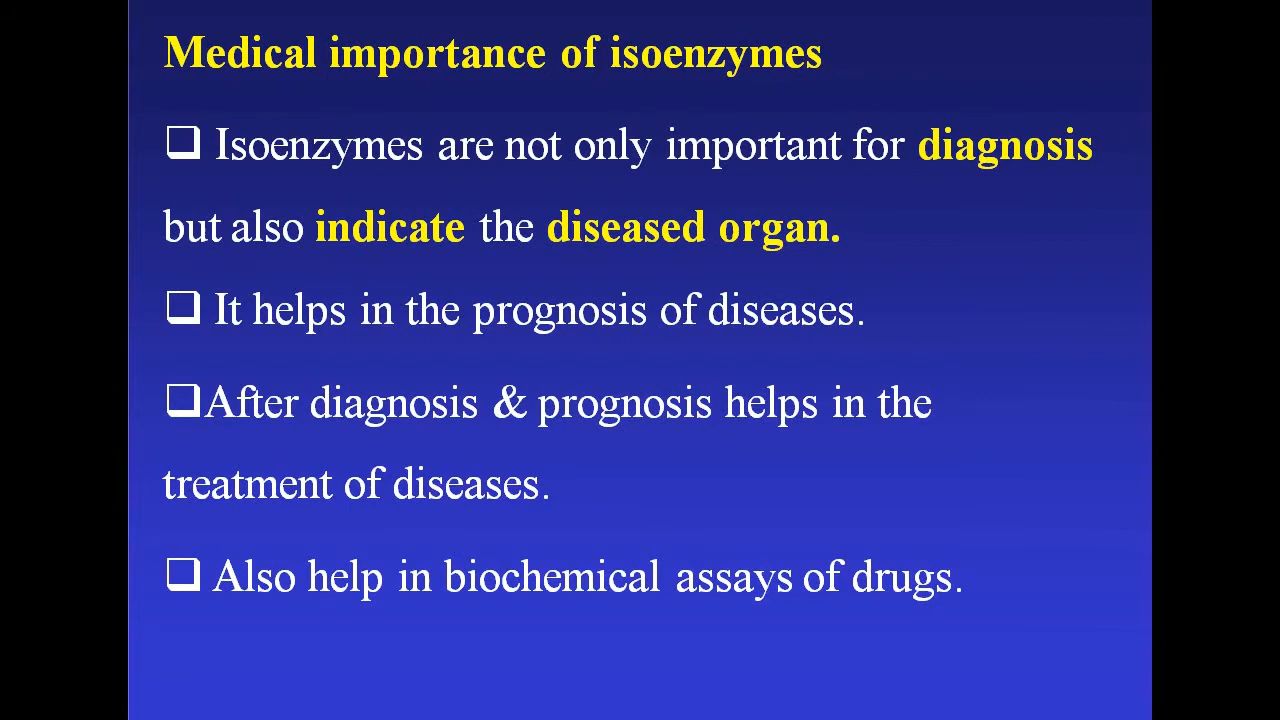 Medical importance of isoenzymes
❑ Isoenzymes are not only important for diagnosis
but also indicate the diseased organ.
❑ It helps in the prognosis of diseases.
❑After diagnosis & prognosis helps in the
treatment of diseases.
❑ Also help in biochemical assays of drugs.